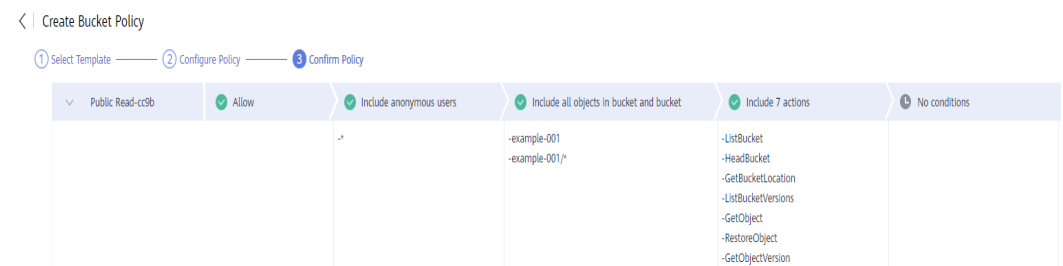 Create Bucket Policy
1 Select Template 2 Configure Policy 3 Confirm Policy
Public Read-cc9b Allow Include anonymous users Include all objects in bucket and bucket Include 7 actions No conditions
-* -example-001 -ListBucket
-example-001/* -HeadBucket
-GetBucketLocation
-ListBucketVersions
-GetObject
-RestoreObject
-GetObjectVersion